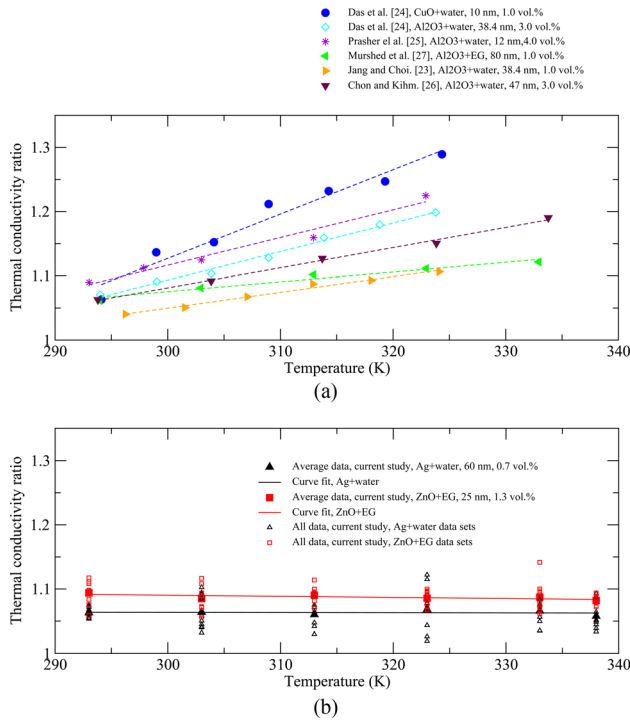 Das et al. [24], CuO+water, 10 nm, 1.0 vol.%
Das et al. [24], Al2O3+water, 38.4 nm, 3.0 vol.%
Prasher el al. [25], Al2O3+water, 12 nm,4.0 vol.%
Murshed et al. [27], Al2O3+EG, 80 nm, 1.0 vol.%
Jang and Choi. [23], Al2O3+water, 38.4 nm, 1.0 vol.%
Chon and Kihm. [26], Al2O3+water, 47 nm, 3.0 vol.%
Thermal conductivity ratio
1.3
1.2
1.1
1
290 300 310 320 330 340
Temperature (K)
(a)
Thermal conductivity ratio
1.3
1.2
1.1
1
Average data, current study, Ag+water, 60 nm, 0.7 vol.%
Curve fit, Ag+water
Average data, current study, ZnO+EG, 25 nm, 1.3 vol.%
Curve fit, ZnO+EG
All data, current study, Ag+water data sets
All data, current study, ZnO+EG data sets
290 300 310 320 330 340
Temperature (K)
(b)